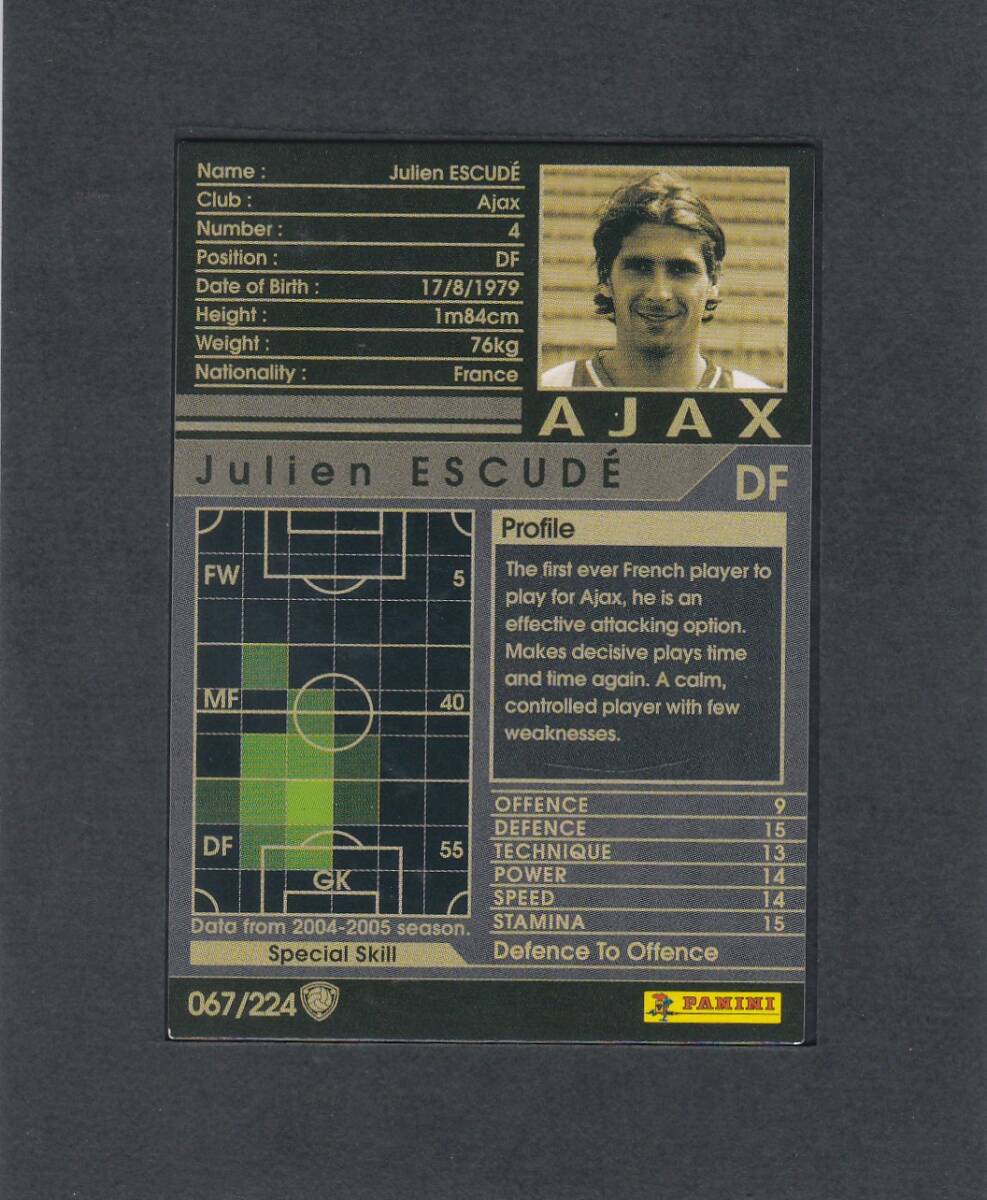 Name : Julien ESCUDÉ
Club : Ajax
Number : 4
Position : DF
Date of Birth : 17/8/1979
Height : 1m84cm
Weight : 76kg
Nationality : France
AJAX
Julien ESCUDÉ
DF
FW 5
MF 40
DF 55
GK
Data from 2004-2005 season.
Profile
The first ever French player to
play for Ajax, he is an
effective attacking option.
Makes decisive plays time
and time again. A calm,
controlled player with few
weaknesses.
OFFENCE 9
DEFENCE 15
TECHNIQUE 13
POWER 14
SPEED 14
STAMINA 15
Special Skill Defence To Offence
067/224
PANINI